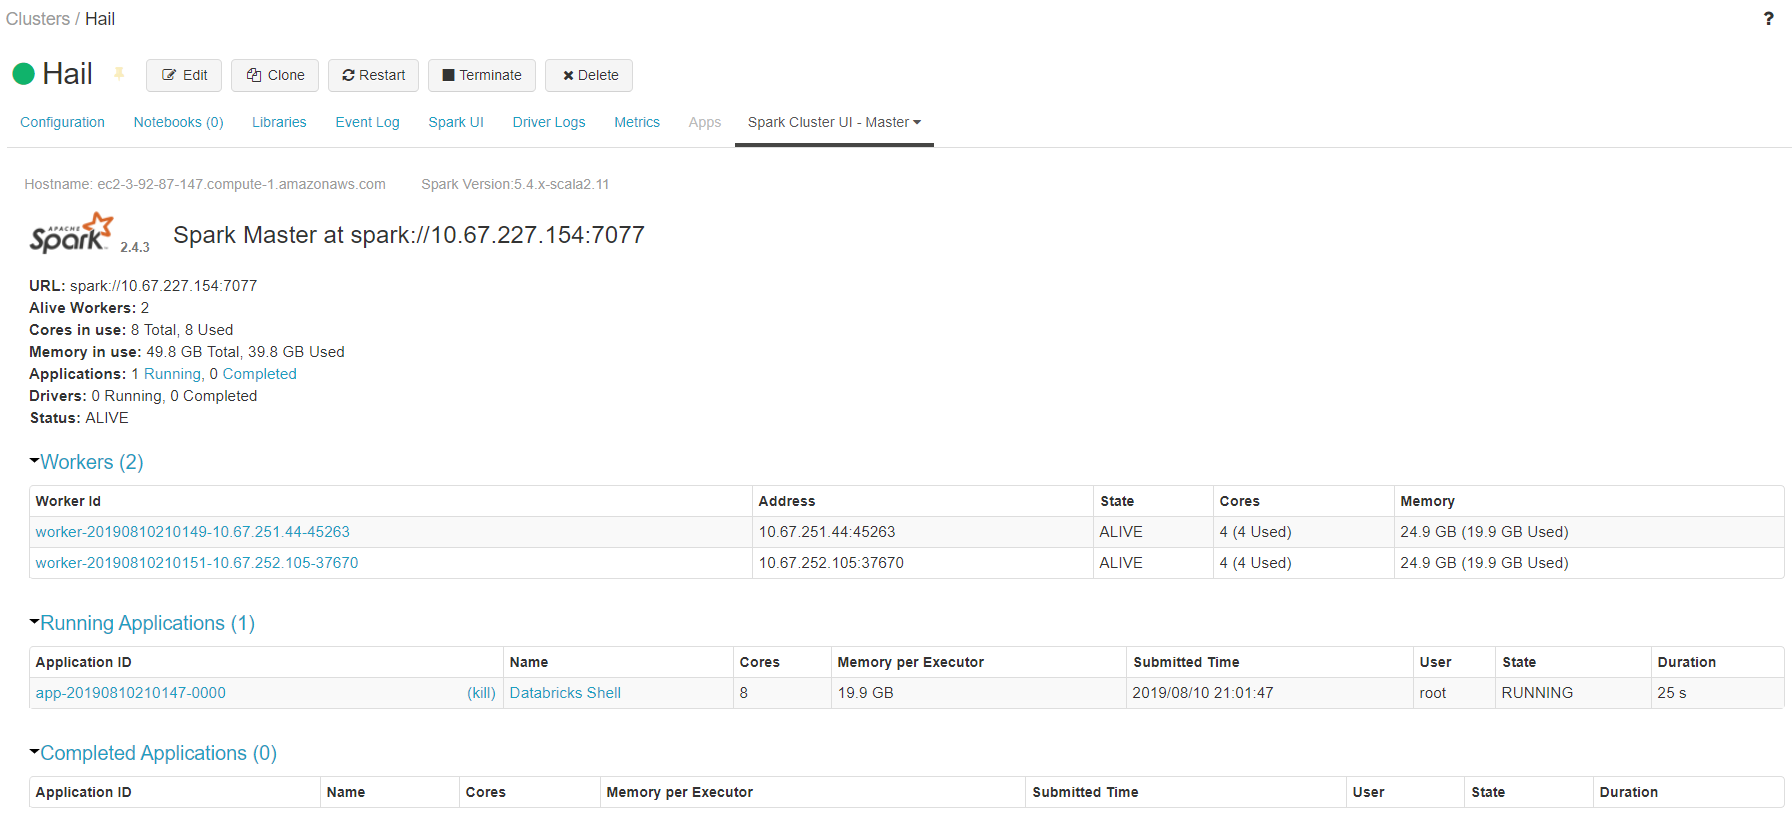 Clusters / Hail
?
Hail Edit Clone Restart Terminate Delete
Configuration Notebooks (0) Libraries Event Log Spark UI Driver Logs Metrics Apps Spark Cluster UI - Master
Hostname: ec2-3-92-87-147.compute-1.amazonaws.com Spark Version:5.4.x-scala2.11
APACHE Spark 2.4.3 Spark Master at spark://10.67.227.154:7077
URL: spark://10.67.227.154:7077
Alive Workers: 2
Cores in use: 8 Total, 8 Used
Memory in use: 49.8 GB Total, 39.8 GB Used
Applications: 1 Running, 0 Completed
Drivers: 0 Running, 0 Completed
Status: ALIVE
Workers (2)
Worker Id Address State Cores Memory
worker-20190810210149-10.67.251.44-45263 10.67.251.44:45263 ALIVE 4 (4 Used) 24.9 GB (19.9 GB Used)
worker-20190810210151-10.67.252.105-37670 10.67.252.105:37670 ALIVE 4 (4 Used) 24.9 GB (19.9 GB Used)
Running Applications (1)
Application ID Name Cores Memory per Executor Submitted Time User State Duration
app-20190810210147-0000 (kill) Databricks Shell 8 19.9 GB 2019/08/10 21:01:47 root RUNNING 25 s
Completed Applications (0)
Application ID Name Cores Memory per Executor Submitted Time User State Duration